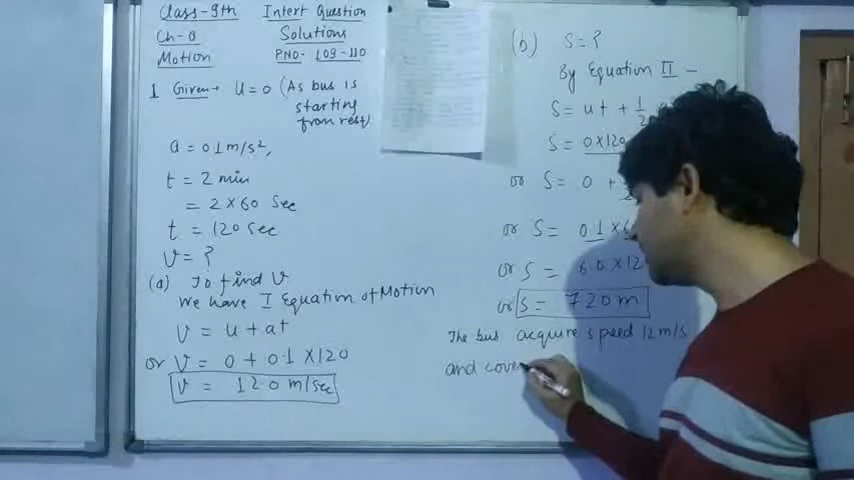 Class-9th Intert Question
Ch-8 Solutions
Motion PNO- 109-110
1 Given→ u=0 (As bus is
starting
from rest)
a = 0.1 m/s²,
t = 2 min
= 2×60 Sec
t = 120 Sec
v = ?
(a) To find v
We have I Equation of Motion
v = u + at
or v = 0 + 0.1 × 120
v = 12.0 m/sec
(b) S = ?
By Equation II –
S = ut + 1/2
S = 0×120
or S = 0 +
or S = 0.1 × 6
or S = 6.0 × 12
or S = 720 m
The bus acquire speed 12 m/s
and cove